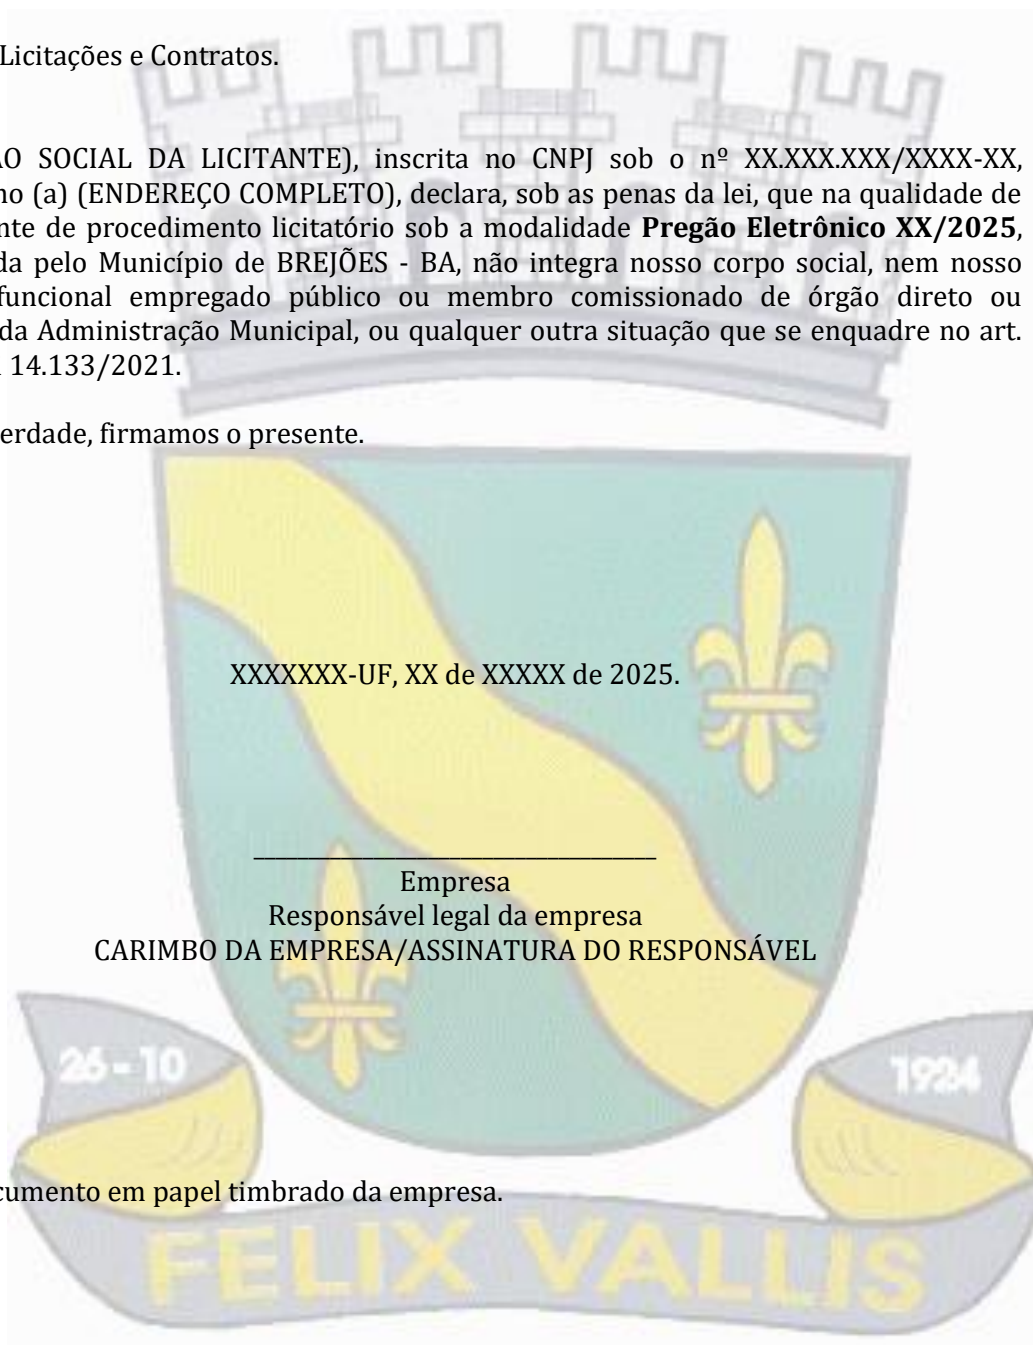 Licitações e Contratos.
ÃO SOCIAL DA LICITANTE), inscrita no CNPJ sob o nº XX.XXX.XXX/XXXX-XX,
no (a) (ENDEREÇO COMPLETO), declara, sob as penas da lei, que na qualidade de
nte de procedimento licitatório sob a modalidade Pregão Eletrônico XX/2025,
da pelo Município de BREJÕES - BA, não integra nosso corpo social, nem nosso
funcional empregado público ou membro comissionado de órgão direto ou
da Administração Municipal, ou qualquer outra situação que se enquadre no art.
14.133/2021.
erdade, firmamos o presente.
XXXXXXX-UF, XX de XXXXX de 2025.
Empresa
Responsável legal da empresa
CARIMBO DA EMPRESA/ASSINATURA DO RESPONSÁVEL
26 - 10
1924
cumento em papel timbrado da empresa.
FELIX VALLIS